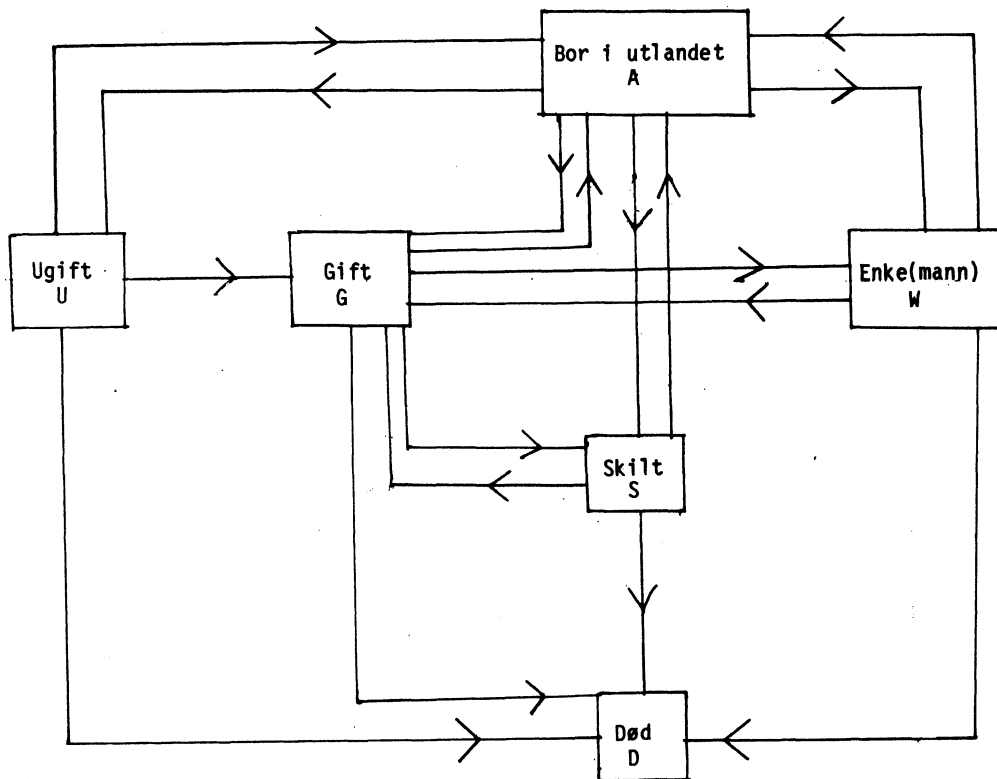 Bor i utlandet
A
Ugift
U
Gift
G
Enke(mann)
W
Skilt
S
Død
D